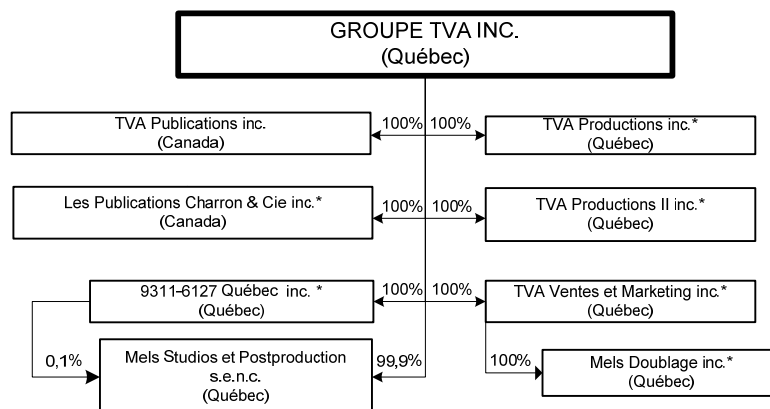 GROUPE TVA INC.
(Québec)
TVA Publications inc.
(Canada)
100%
100%
TVA Productions inc.*
(Québec)
Les Publications Charron & Cie inc.*
(Canada)
100%
100%
TVA Productions II inc.*
(Québec)
9311-6127 Québec inc. *
(Québec)
100%
100%
TVA Ventes et Marketing inc.*
(Québec)
0,1%
Mels Studios et Postproduction
s.e.n.c.
(Québec)
99,9%
100%
Mels Doublage inc.*
(Québec)